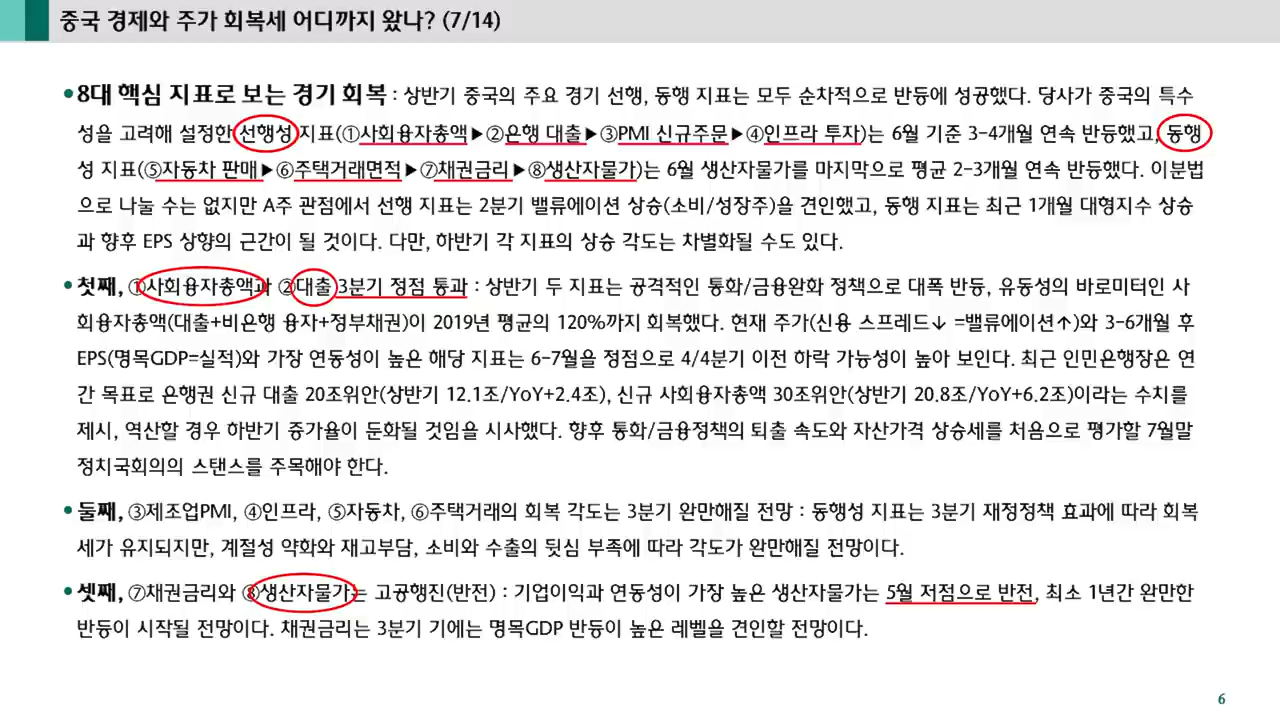 중국 경제와 주가 회복세 어디까지 왔나? (7/14)
•8대 핵심 지표로 보는 경기 회복 : 상반기 중국의 주요 경기 선행, 동행 지표는 모두 순차적으로 반등에 성공했다. 당사가 중국의 특수
성을 고려해 설정한 선행성 지표(①사회융자총액▶②은행 대출▶③PMI 신규주문▶④인프라 투자)는 6월 기준 3-4개월 연속 반등했고, 동행
성 지표(⑤자동차 판매▶⑥주택거래면적▶⑦채권금리▶⑧생산자물가)는 6월 생산자물가를 마지막으로 평균 2-3개월 연속 반등했다. 이분법
으로 나눌 수는 없지만 A주 관점에서 선행 지표는 2분기 밸류에이션 상승(소비/성장주)을 견인했고, 동행 지표는 최근 1개월 대형지수 상승
과 향후 EPS 상향의 근간이 될 것이다. 다만, 하반기 각 지표의 상승 각도는 차별화될 수도 있다.
•첫째, ①사회융자총액과 ②대출 3분기 정점 통과 : 상반기 두 지표는 공격적인 통화/금융완화 정책으로 대폭 반등, 유동성의 바로미터인 사
회융자총액(대출+비은행 융자+정부채권)이 2019년 평균의 120%까지 회복했다. 현재 주가(신용 스프레드↓ =밸류에이션↑)와 3-6개월 후
EPS(명목GDP=실적)와 가장 연동성이 높은 해당 지표는 6-7월을 정점으로 4/4분기 이전 하락 가능성이 높아 보인다. 최근 인민은행장은 연
간 목표로 은행권 신규 대출 20조위안(상반기 12.1조/YoY+2.4조), 신규 사회융자총액 30조위안(상반기 20.8조/YoY+6.2조)이라는 수치를
제시, 역산할 경우 하반기 증가율이 둔화될 것임을 시사했다. 향후 통화/금융정책의 퇴출 속도와 자산가격 상승세를 처음으로 평가할 7월말
정치국회의의 스탠스를 주목해야 한다.
•둘째, ③제조업PMI, ④인프라, ⑤자동차, ⑥주택거래의 회복 각도는 3분기 완만해질 전망 : 동행성 지표는 3분기 재정정책 효과에 따라 회복
세가 유지되지만, 계절성 약화와 재고부담, 소비와 수출의 뒷심 부족에 따라 각도가 완만해질 전망이다.
•셋째, ⑦채권금리와 ⑧생산자물가는 고공행진(반전) : 기업이익과 연동성이 가장 높은 생산자물가는 5월 저점으로 반전, 최소 1년간 완만한
반등이 시작될 전망이다. 채권금리는 3분기 기에는 명목GDP 반등이 높은 레벨을 견인할 전망이다.
6